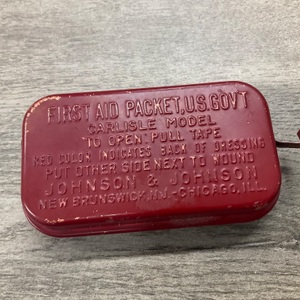 FIRST AID PACKET, U.S. GOV'T
CARLISLE MODEL
TO OPEN PULL TAPE
RED COLOR INDICATES BACK OF DRESSING
PUT OTHER SIDE NEXT TO WOUND
JOHNSON & JOHNSON
NEW BRUNSWICK, N.J. - CHICAGO, ILL.